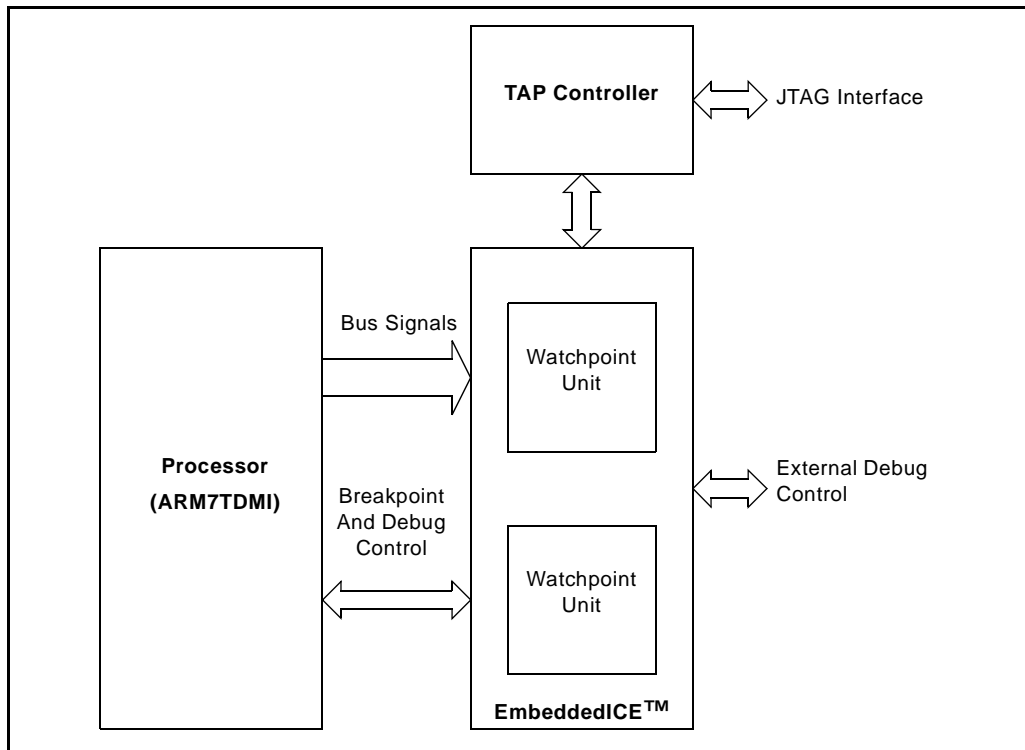 TAP Controller
JTAG Interface
Bus Signals
Watchpoint
Unit
Processor
(ARM7TDMI)
Breakpoint
And Debug
Control
External Debug
Control
Watchpoint
Unit
EmbeddedICE™